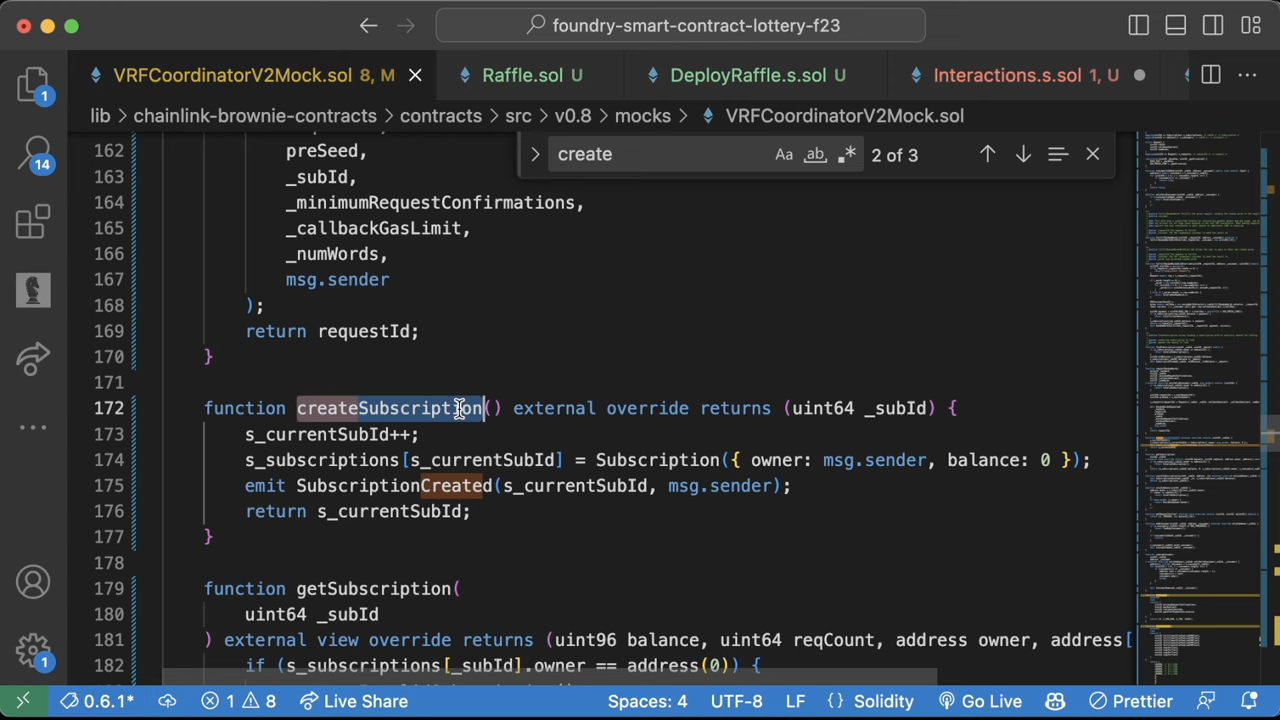 foundry-smart-contract-lottery-f23
VRFCoordinatorV2Mock.sol 8, M
Raffle.sol U
DeployRaffle.s.sol U
Interactions.s.sol 1, U
lib > chainlink-brownie-contracts > contracts > src > v0.8 > mocks > VRFCoordinatorV2Mock.sol
create
Aa ab 2 of 3
162 preSeed,
163 _subId,
164 _minimumRequestConfirmations,
165 _callbackGasLimit,
166 _numWords,
167 msg.sender
168 );
169 return requestId;
170 }
171
172 function createSubscription() external override returns (uint64 _subId) {
173 s_currentSubId++;
174 s_subscriptions[s_currentSubId] = Subscription({ owner: msg.sender, balance: 0 });
175 emit SubscriptionCreated(s_currentSubId, msg.sender);
176 return s_currentSubId;
177 }
178
179 function getSubscription(
180 uint64 _subId
181 ) external view override returns (uint96 balance, uint64 reqCount, address owner, address[
182 if (s_subscriptions[_subId].owner == address(0)) {
1
14
1
0.6.1*
1 8
Live Share
Spaces: 4
UTF-8
LF
{} Solidity
Go Live
Prettier